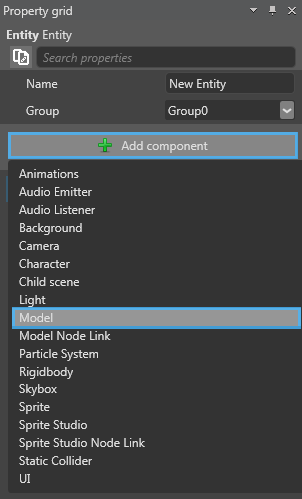 Property grid
Entity Entity
Search properties
Name New Entity
Group Group0
Add component
Animations
Audio Emitter
Audio Listener
Background
Camera
Character
Child scene
Light
Model
Model Node Link
Particle System
Rigidbody
Skybox
Sprite
Sprite Studio
Sprite Studio Node Link
Static Collider
UI